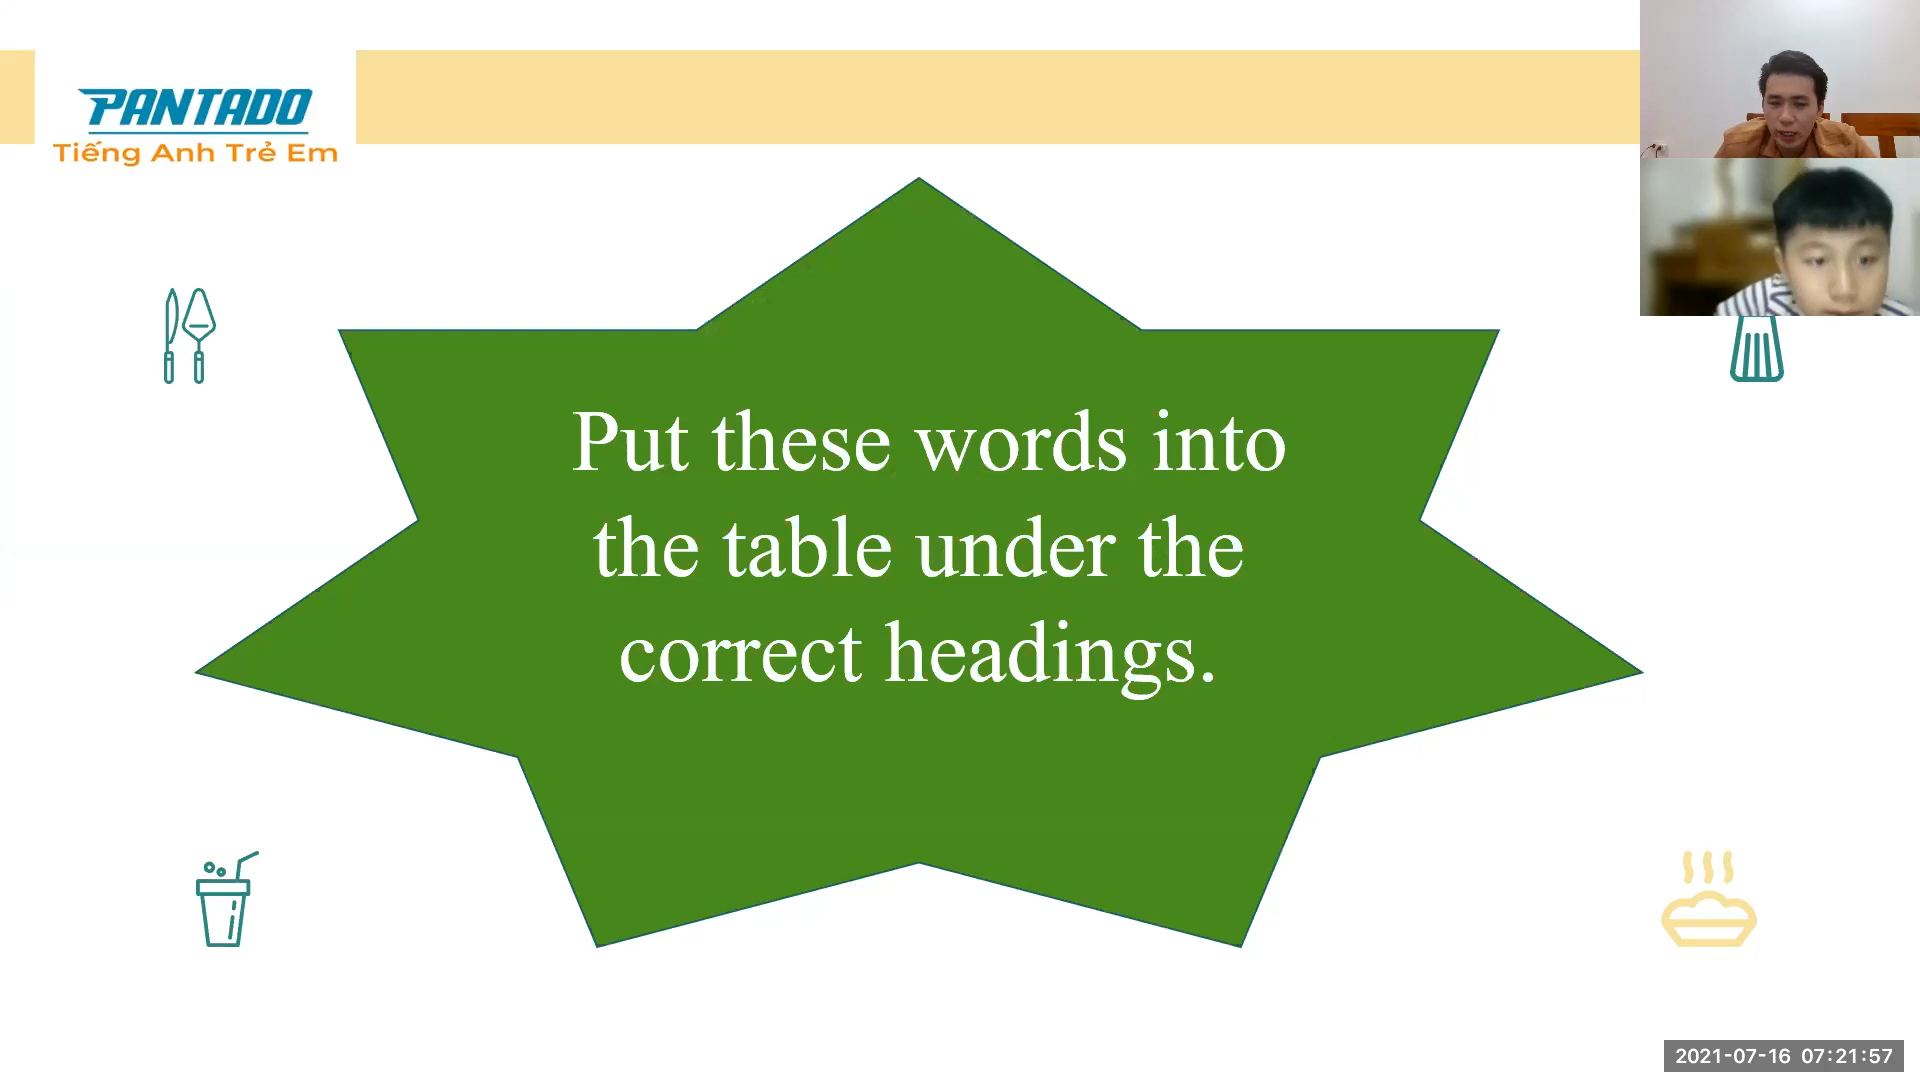 PANTADO
Tiếng Anh Trẻ Em
Put these words into
the table under the
correct headings.
2021-07-16 07:21:57